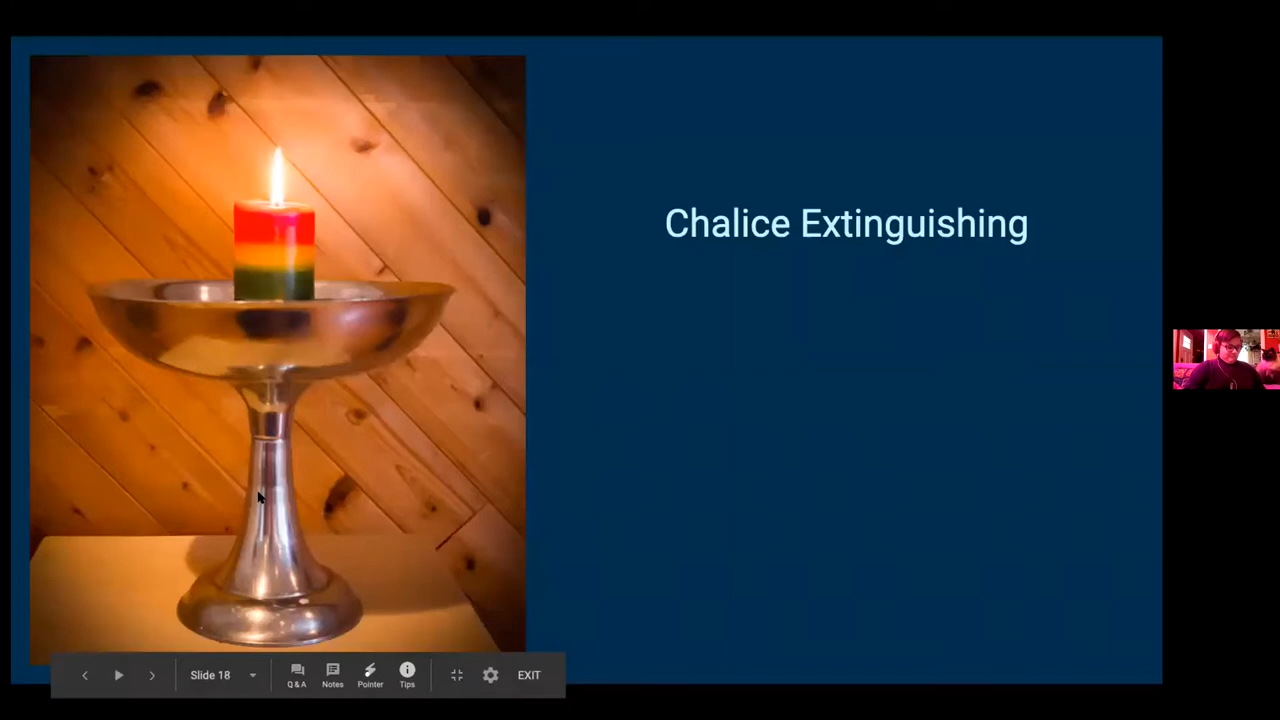 Chalice Extinguishing
Slide 18
Q & A
Notes
Pointer
Tips
EXIT